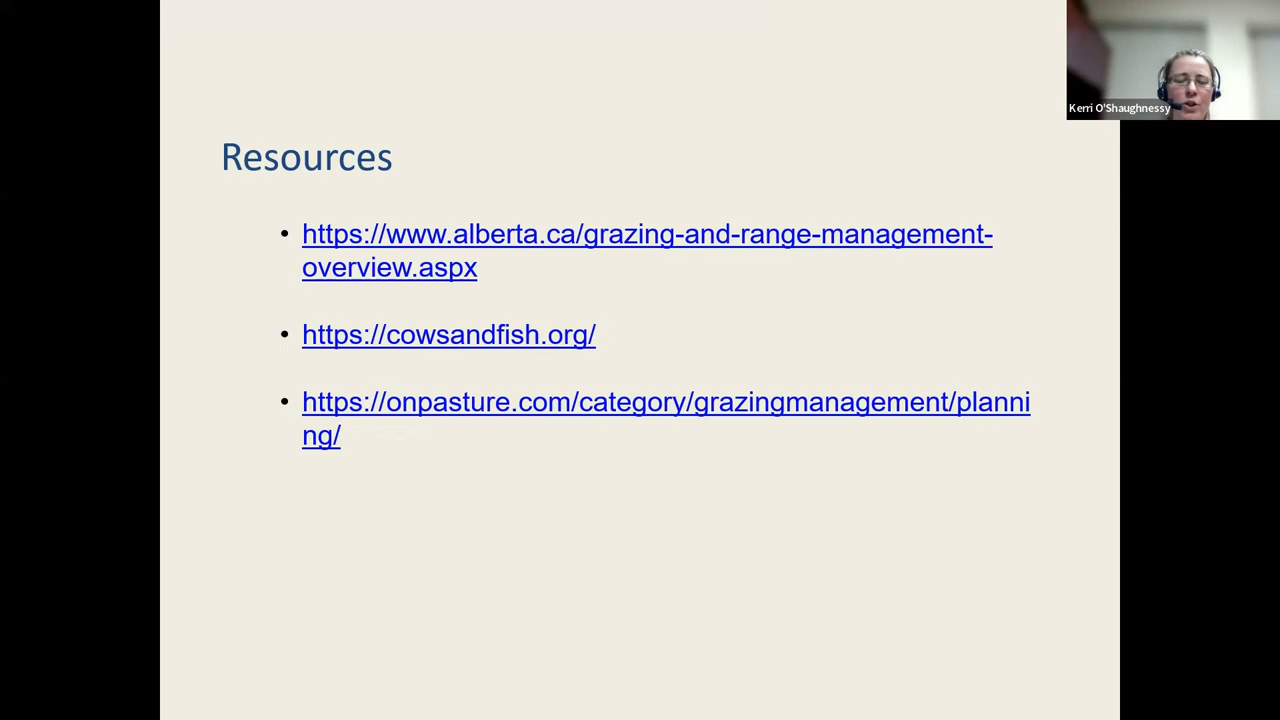 Kerri O'Shaughnessy
Resources
• https://www.alberta.ca/grazing-and-range-management-
overview.aspx
• https://cowsandfish.org/
• https://onpasture.com/category/grazingmanagement/planni
ng/